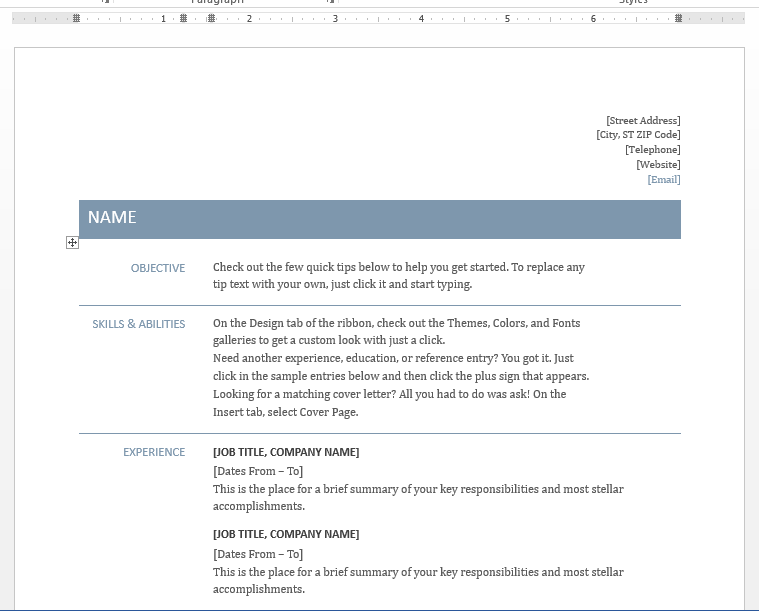 Paragraph
Styles
1 2 3 4 5 6
[Street Address]
[City, ST ZIP Code]
[Telephone]
[Website]
[Email]
NAME
OBJECTIVE
Check out the few quick tips below to help you get started. To replace any
tip text with your own, just click it and start typing.
SKILLS & ABILITIES
On the Design tab of the ribbon, check out the Themes, Colors, and Fonts
galleries to get a custom look with just a click.
Need another experience, education, or reference entry? You got it. Just
click in the sample entries below and then click the plus sign that appears.
Looking for a matching cover letter? All you had to do was ask! On the
Insert tab, select Cover Page.
EXPERIENCE
[JOB TITLE, COMPANY NAME]
[Dates From – To]
This is the place for a brief summary of your key responsibilities and most stellar
accomplishments.
[JOB TITLE, COMPANY NAME]
[Dates From – To]
This is the place for a brief summary of your key responsibilities and most stellar
accomplishments.